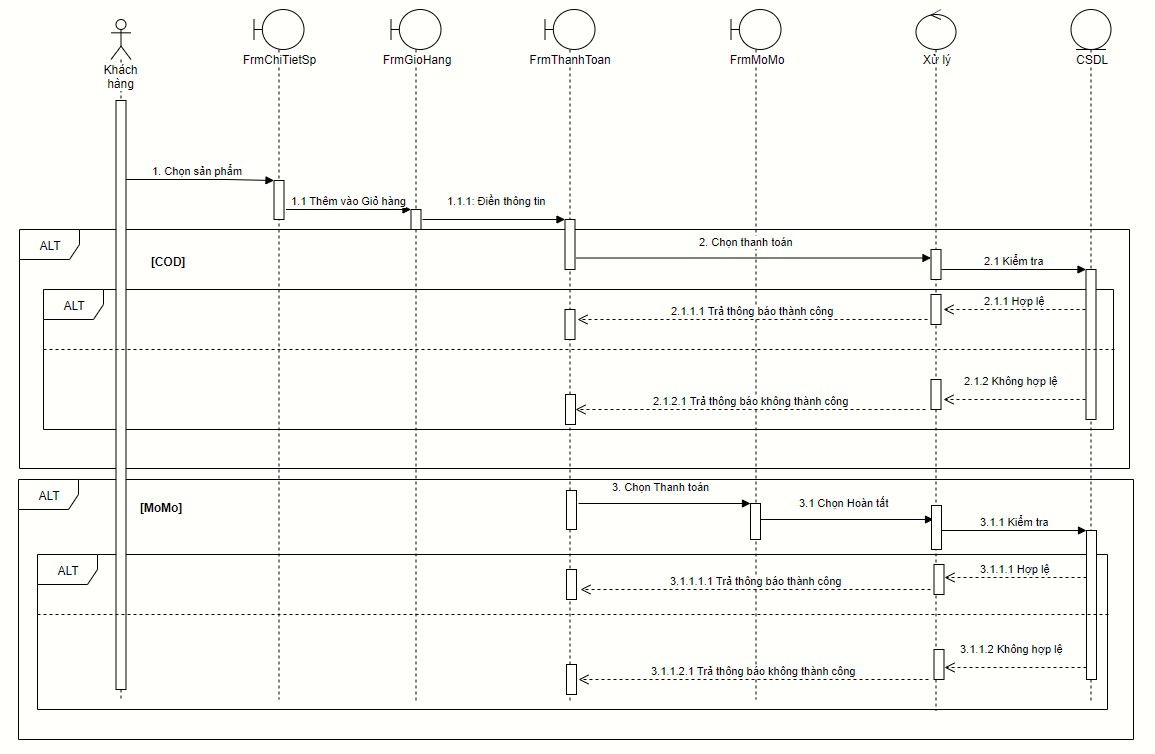 Khách
hàng
FrmChiTietSp
FrmGioHang
FrmThanhToan
FrmMoMo
Xử lý
CSDL
1. Chọn sản phẩm
1.1 Thêm vào Giỏ hàng
1.1.1: Điền thông tin
ALT
[COD]
2. Chọn thanh toán
2.1 Kiểm tra
ALT
2.1.1 Hợp lệ
2.1.1.1 Trả thông báo thành công
2.1.2 Không hợp lệ
2.1.2.1 Trả thông báo không thành công
ALT
[MoMo]
3. Chọn Thanh toán
3.1 Chọn Hoàn tất
3.1.1 Kiểm tra
ALT
3.1.1.1 Hợp lệ
3.1.1.1.1 Trả thông báo thành công
3.1.1.2 Không hợp lệ
3.1.1.2.1 Trả thông báo không thành công